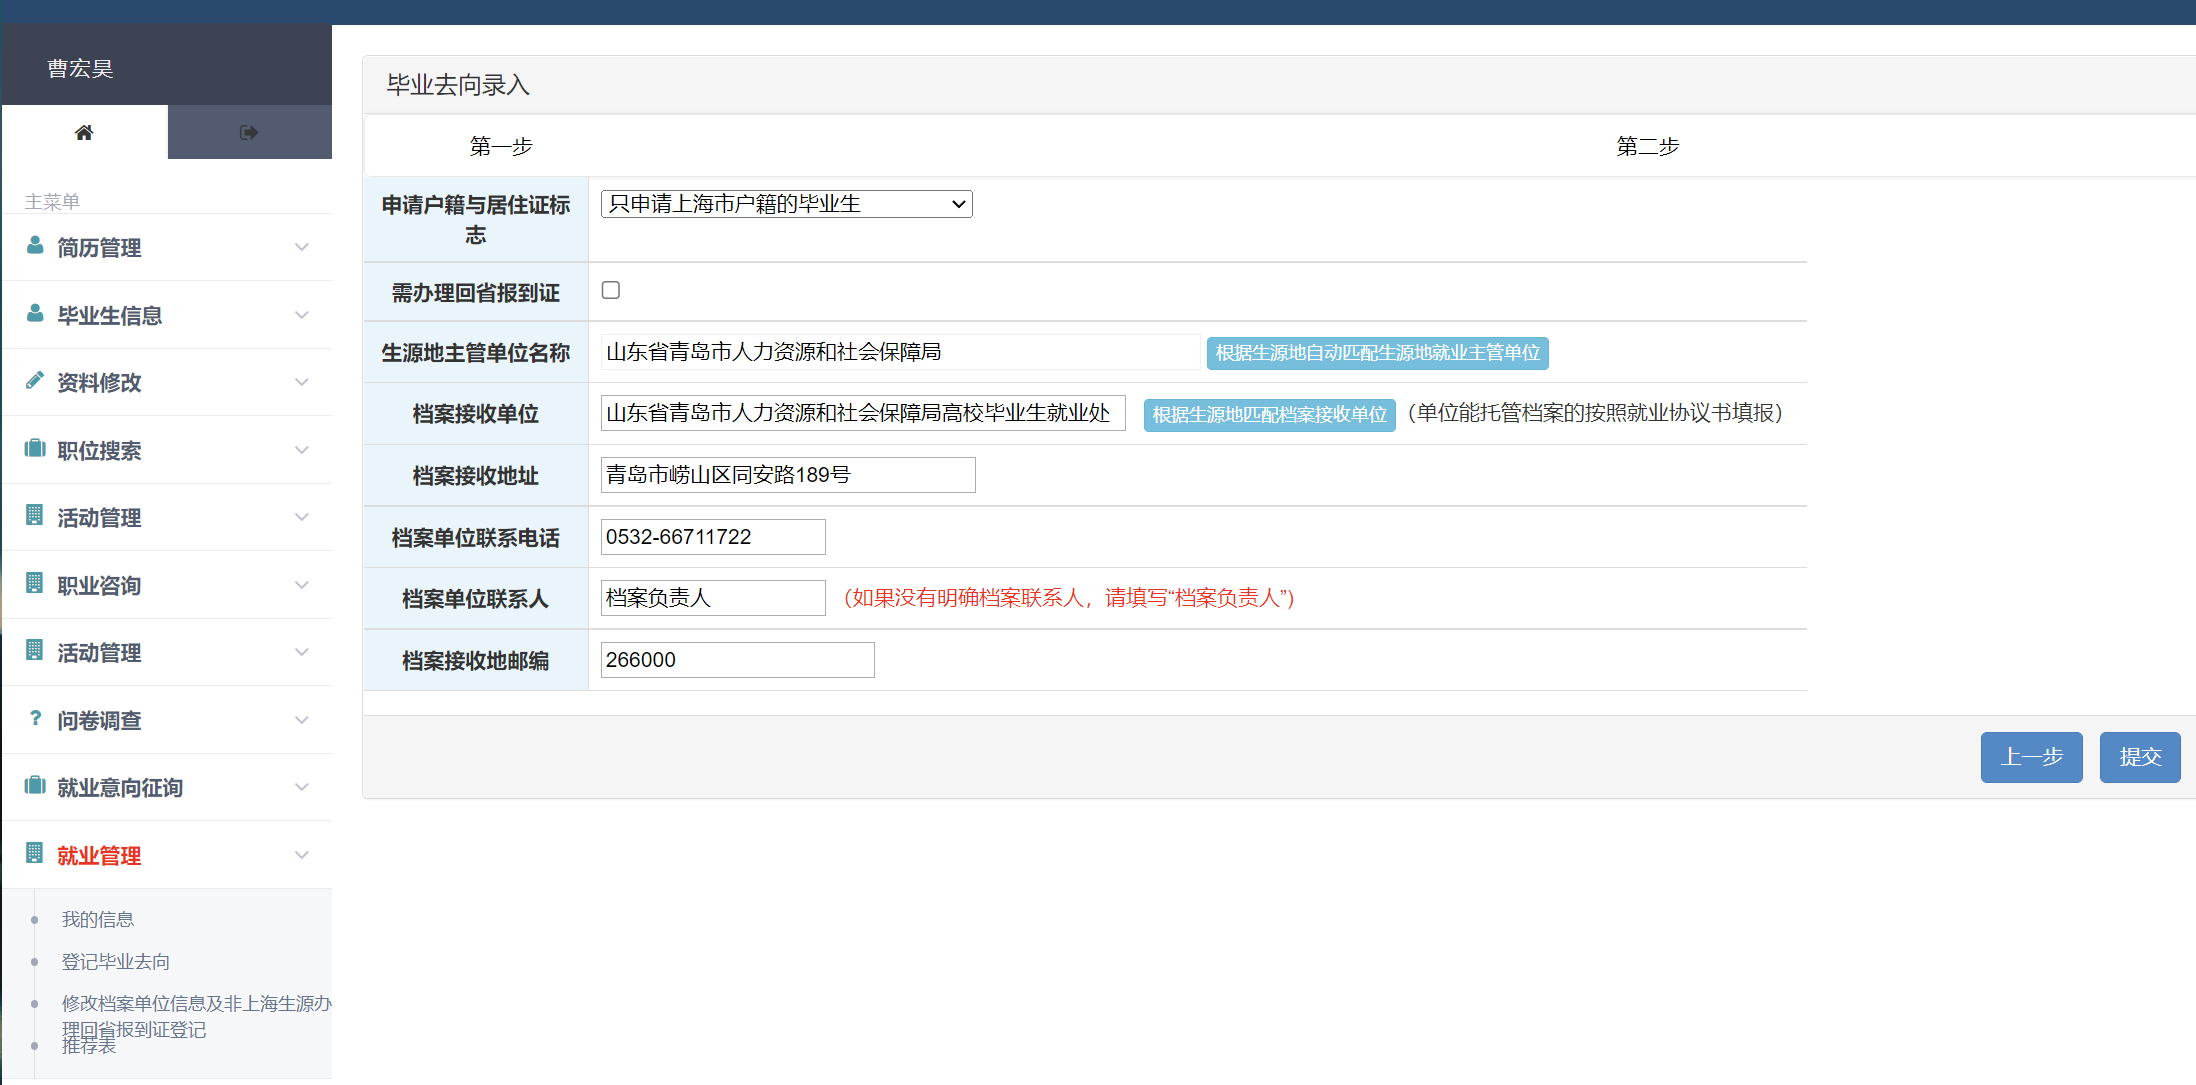 曹宏昊
主菜单
简历管理
毕业生信息
资料修改
职位搜索
活动管理
职业咨询
活动管理
问卷调查
就业意向征询
就业管理
我的信息
登记毕业去向
修改档案单位信息及非上海生源办
理回省报到证登记
推荐表
毕业去向录入
第一步
第二步
申请户籍与居住证标
志
只申请上海市户籍的毕业生
需办理回省报到证
生源地主管单位名称
山东省青岛市人力资源和社会保障局
根据生源地自动匹配生源地就业主管单位
档案接收单位
山东省青岛市人力资源和社会保障局高校毕业生就业处
根据生源地匹配档案接收单位
（单位能托管档案的按照就业协议书填报）
档案接收地址
青岛市崂山区同安路189号
档案单位联系电话
0532-66711722
档案单位联系人
档案负责人
（如果没有明确档案联系人，请填写“档案负责人”）
档案接收地邮编
266000
上一步
提交